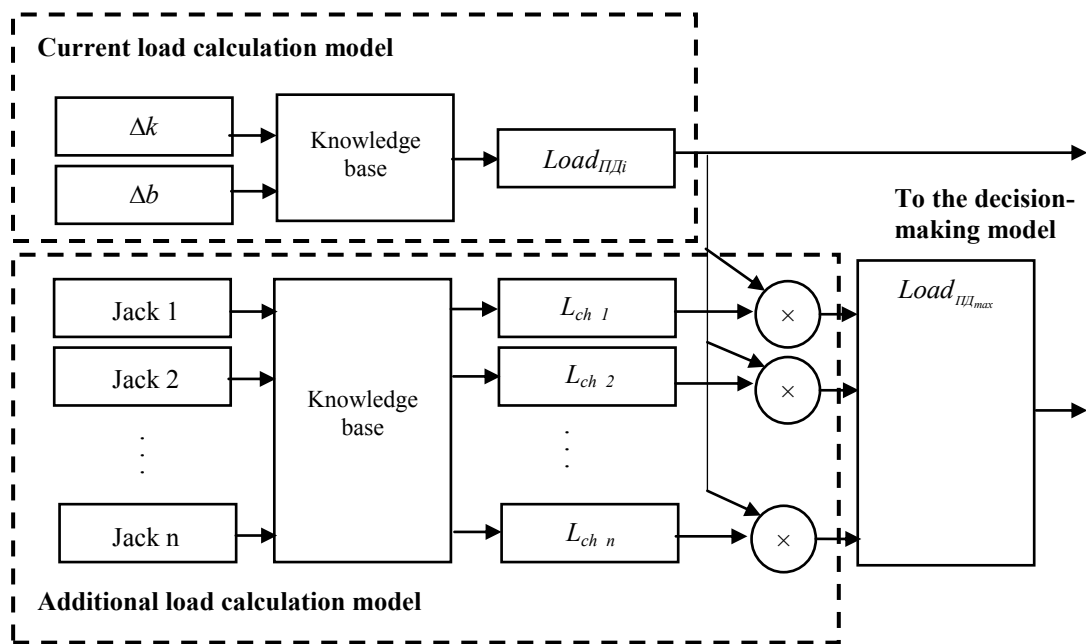 Current load calculation model
Δk
Δb
Knowledge
base
Load_ПДi
To the decision-
making model
Jack 1
Jack 2
Jack n
Knowledge
base
L_ch 1
L_ch 2
L_ch n
×
×
×
Load_ПД_max
Additional load calculation model